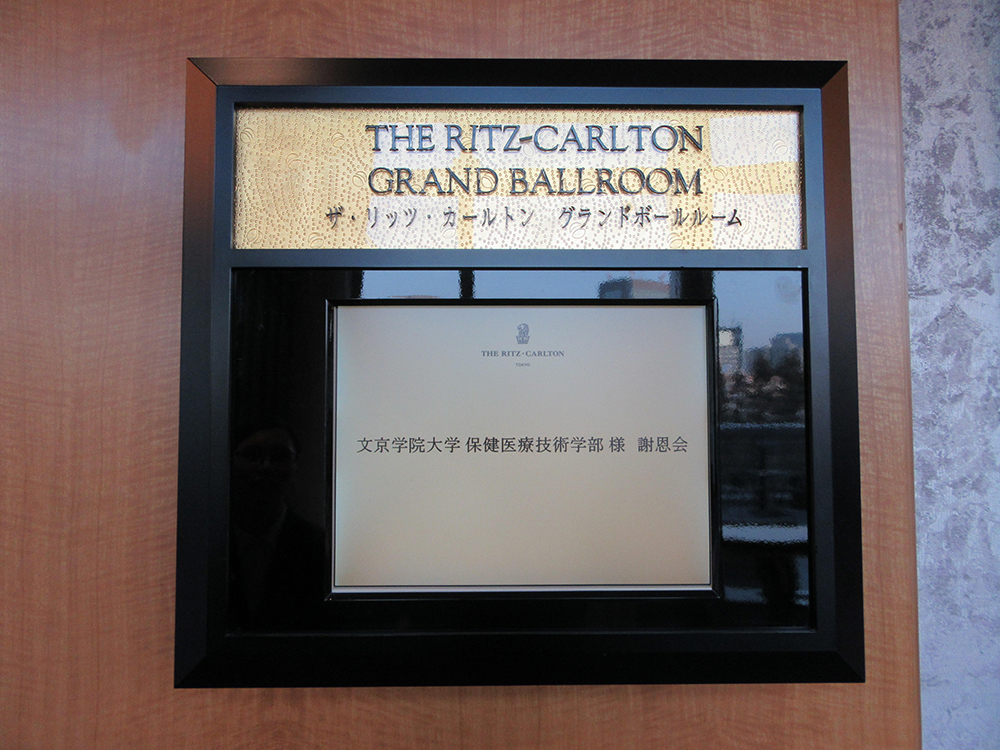 THE RITZ-CARLTON
GRAND BALLROOM
ザ・リッツ・カールトン グランドボールルーム
THE RITZ-CARLTON
TOKYO
文京学院大学 保健医療技術学部 様 謝恩会